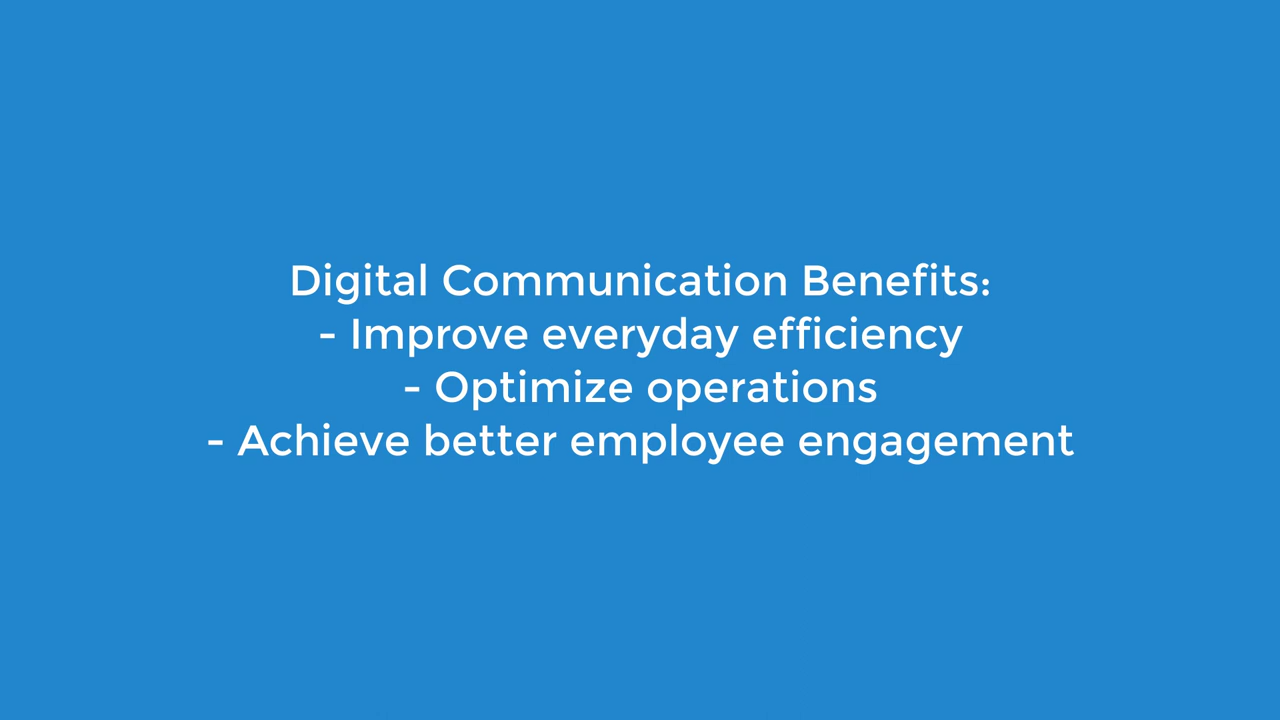 Digital Communication Benefits:
- Improve everyday efficiency
- Optimize operations
- Achieve better employee engagement